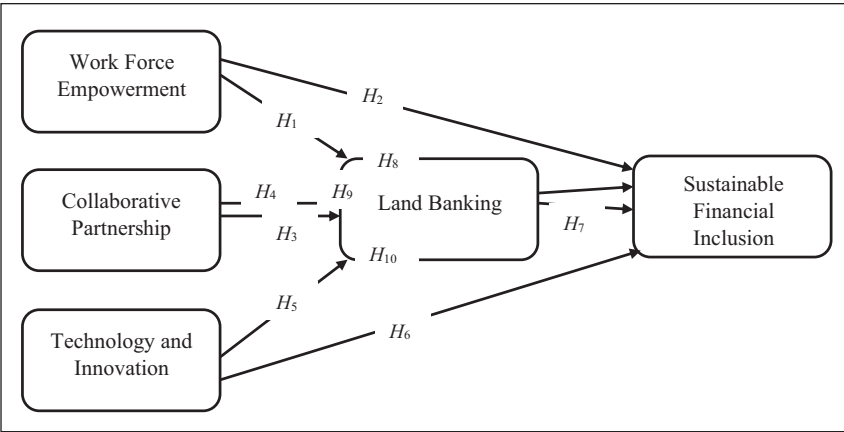 Work Force
Empowerment
H2
H1
H8
Collaborative
Partnership
H4
H9
H3
Land Banking
H7
H10
Sustainable
Financial
Inclusion
H5
H6
Technology and
Innovation